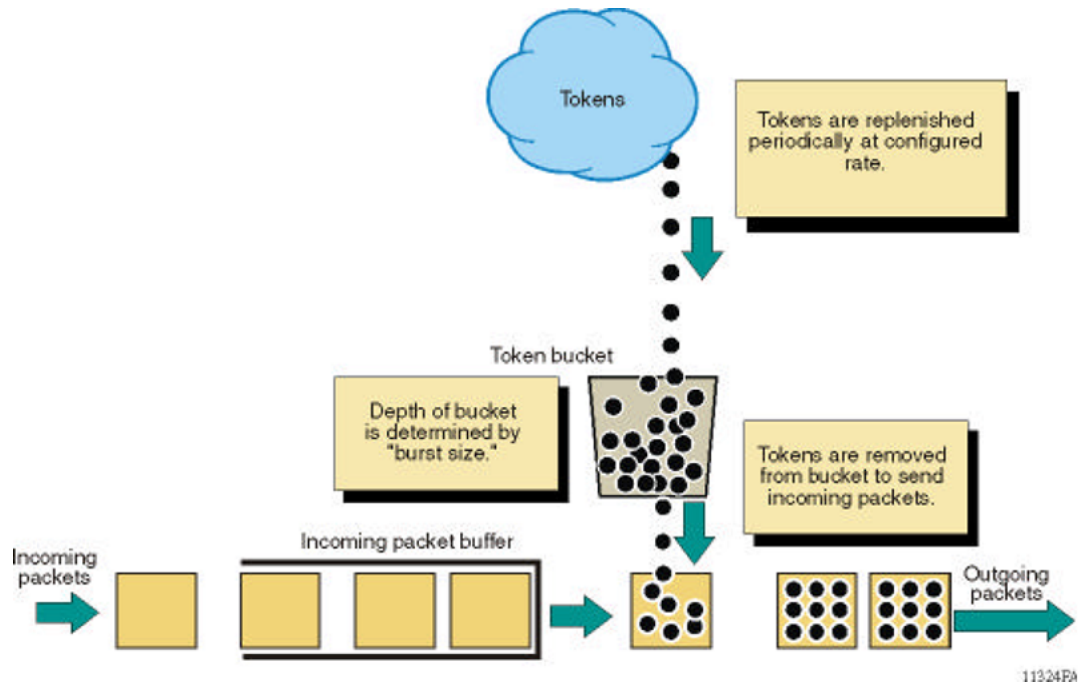 Tokens
Tokens are replenished
periodically at configured
rate.
Token bucket
Depth of bucket
is determined by
"burst size."
Tokens are removed
from bucket to send
incoming packets.
Incoming packet buffer
Incoming
packets
Outgoing
packets
11324FA